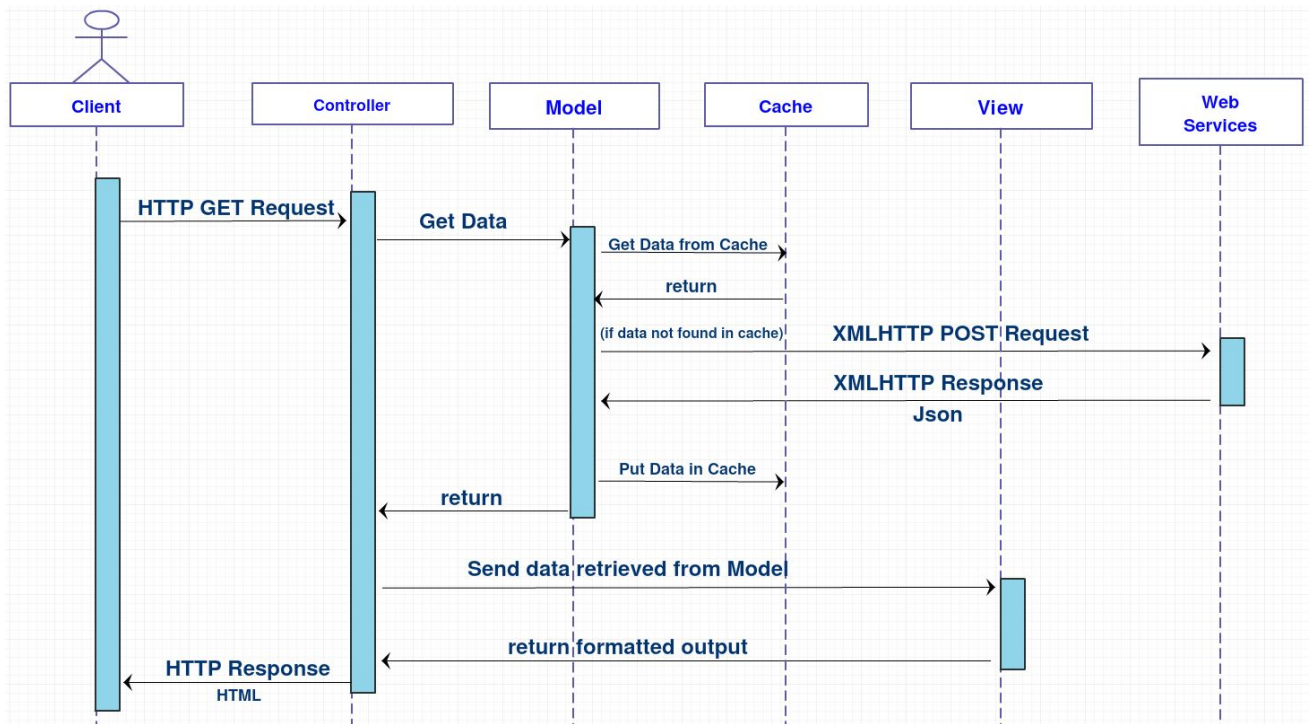 Client
Controller
Model
Cache
View
Web
Services
HTTP GET Request
Get Data
Get Data from Cache
return
(if data not found in cache)
XMLHTTP POST Request
XMLHTTP Response
Json
Put Data in Cache
return
Send data retrieved from Model
return formatted output
HTTP Response
HTML